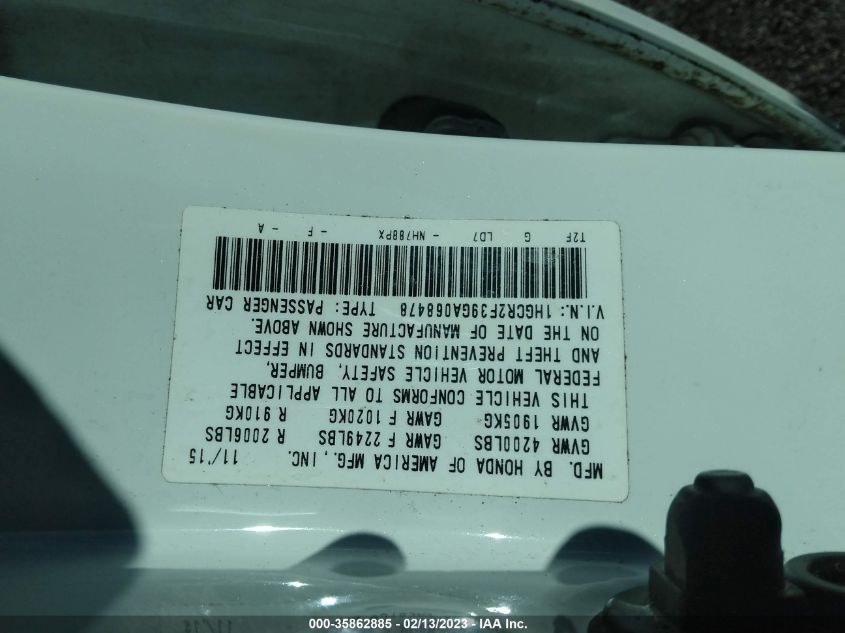 MFD. BY HONDA OF AMERICA MFG., INC. 11/'15
GVWR 4200LBS GAWR F 2249LBS R 2006LBS
GVWR 1905KG GAWR F 1020KG R 910KG
THIS VEHICLE CONFORMS TO ALL APPLICABLE
FEDERAL MOTOR VEHICLE SAFETY, BUMPER,
AND THEFT PREVENTION STANDARDS IN EFFECT
ON THE DATE OF MANUFACTURE SHOWN ABOVE.
V.I.N.: 1HGCR2F39GA068478 TYPE: PASSENGER CAR
T2F G LD7 - NH788PX - F - A
000-35862885 - 02/13/2023 - IAA Inc.